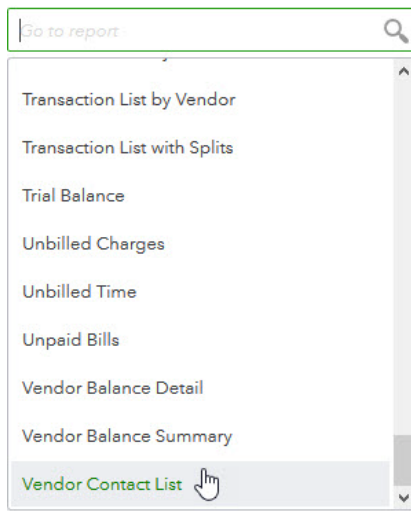 Go to report
Transaction List by Vendor
Transaction List with Splits
Trial Balance
Unbilled Charges
Unbilled Time
Unpaid Bills
Vendor Balance Detail
Vendor Balance Summary
Vendor Contact List